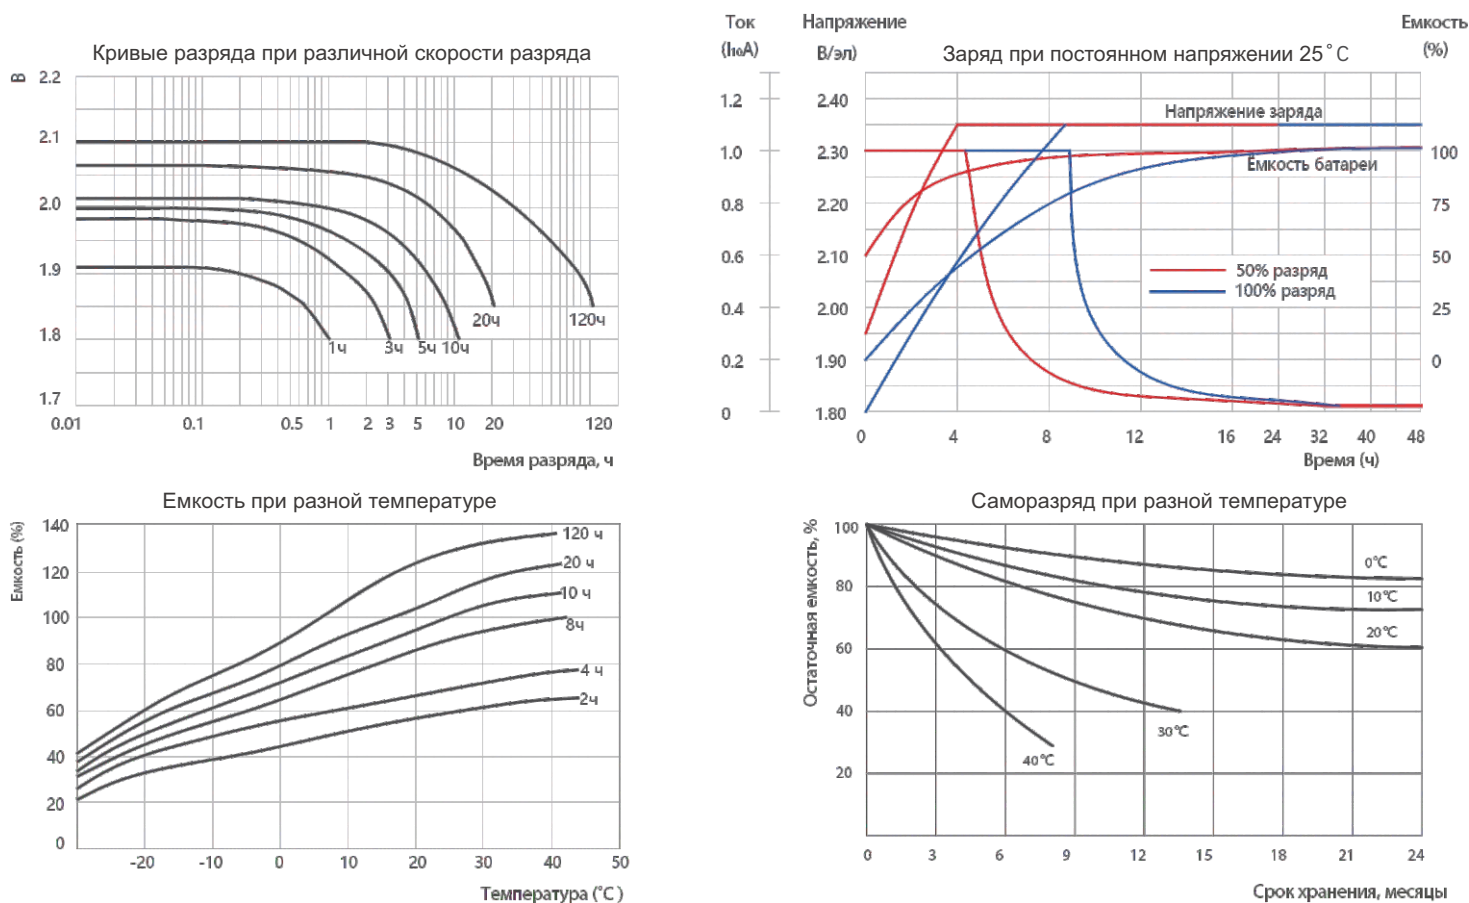 Кривые разряда при различной скорости разряда
В
2.2
2.1
2.0
1.9
1.8
1.7
1ч
3ч
5ч
10ч
20ч
120ч
0.01
0.1
0.5
1
2
3
5
10
20
120
Время разряда, ч
Ток
(I₁₀A)
Напряжение
В/эл)
Заряд при постоянном напряжении 25˚С
Емкость
(%)
1.2
1.0
0.8
0.6
0.4
0.2
0
2.40
2.30
2.20
2.10
2.00
1.90
1.80
Напряжение заряда
Емкость батареи
50% разряд
100% разряд
100
75
50
25
0
0
4
8
12
16
24
32
40
48
Время (ч)
Емкость при разной температуре
Емкость (%)
140
120
100
80
60
40
20
0
120 ч
20 ч
10 ч
8ч
4 ч
2ч
-20
-10
0
10
20
30
40
50
Температура (˚С )
Саморазряд при разной температуре
Остаточная емкость, %
100
80
60
40
20
0℃
10℃
20℃
30℃
40℃
0
3
6
9
12
15
18
21
24
Срок хранения, месяцы